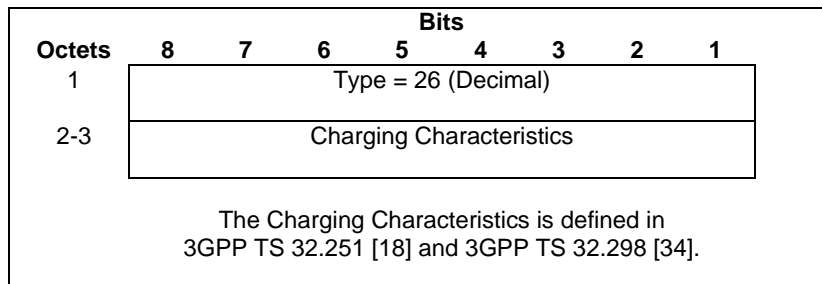 Bits
Octets 8 7 6 5 4 3 2 1
1 Type = 26 (Decimal)
2-3 Charging Characteristics
The Charging Characteristics is defined in
3GPP TS 32.251 [18] and 3GPP TS 32.298 [34].